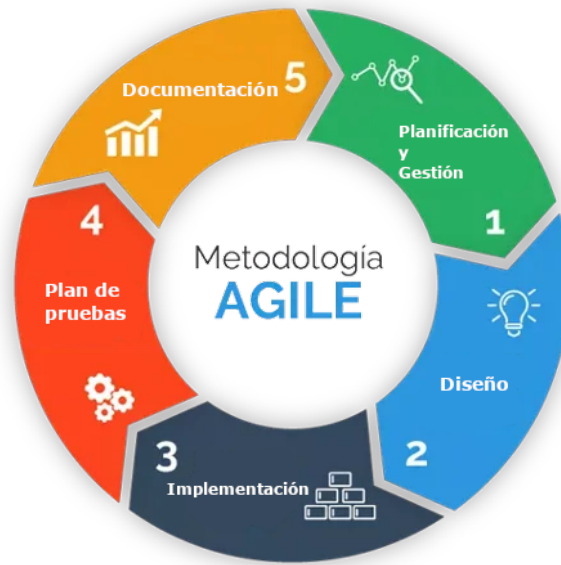 Metodología
AGILE
Planificación
y
Gestión
1
Diseño
2
3
Implementación
4
Plan de
pruebas
Documentación 5